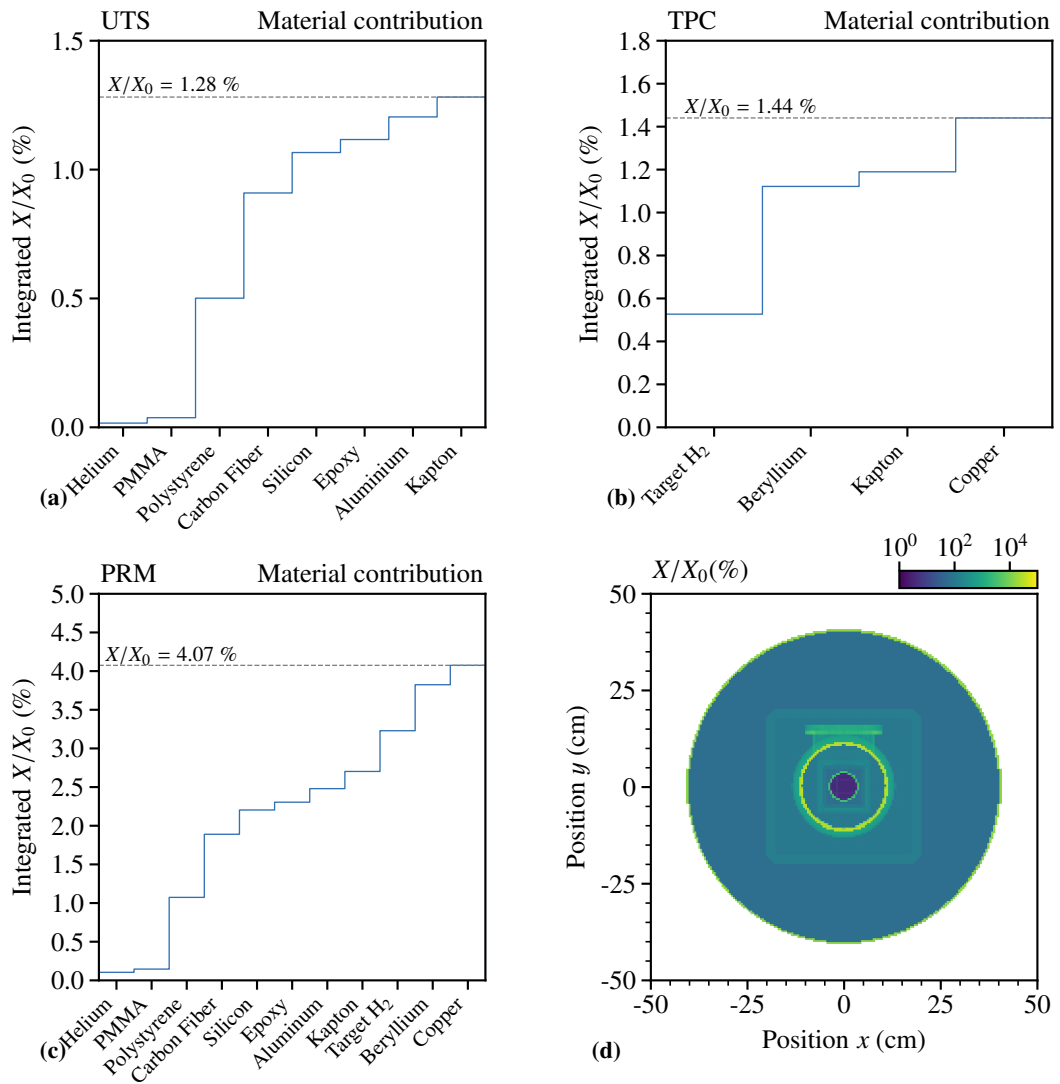 UTS Material contribution
1.5
X/X₀ = 1.28 %
1.0
0.5
0.0
Integrated X/X₀ (%)
Helium
PMMA
Polystyrene
Carbon Fiber
Silicon
Epoxy
Aluminium
Kapton
(a)
TPC Material contribution
1.8
1.6
X/X₀ = 1.44 %
1.4
1.2
1.0
0.8
0.6
0.4
0.2
0.0
Integrated X/X₀ (%)
Target H₂
Beryllium
Kapton
Copper
(b)
PRM Material contribution
5.0
4.5
X/X₀ = 4.07 %
4.0
3.5
3.0
2.5
2.0
1.5
1.0
0.5
0.0
Integrated X/X₀ (%)
Helium
PMMA
Polystyrene
Carbon Fiber
Silicon
Epoxy
Aluminum
Kapton
Target H₂
Beryllium
Copper
(c)
10⁰ 10² 10⁴
X/X₀(%)
50
25
0
-25
-50
Position y (cm)
-50 -25 0 25 50
Position x (cm)
(d)